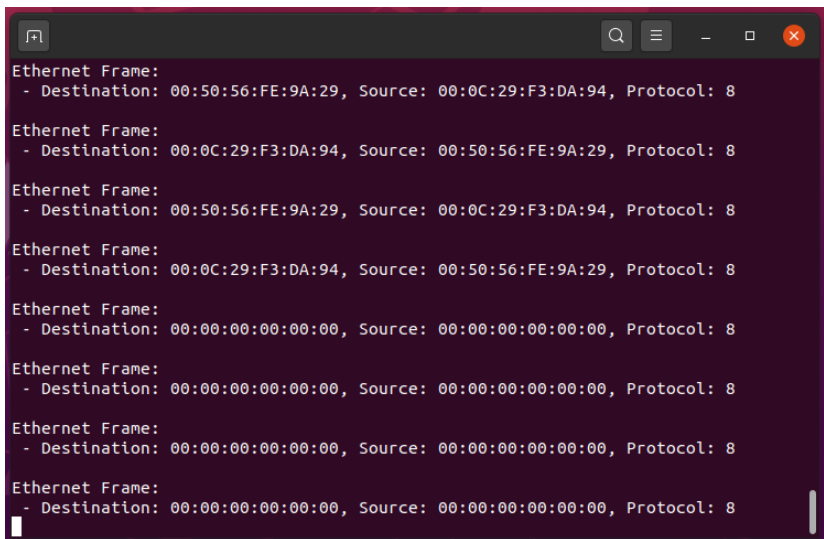 Ethernet Frame:
 - Destination: 00:50:56:FE:9A:29, Source: 00:0C:29:F3:DA:94, Protocol: 8
Ethernet Frame:
 - Destination: 00:0C:29:F3:DA:94, Source: 00:50:56:FE:9A:29, Protocol: 8
Ethernet Frame:
 - Destination: 00:50:56:FE:9A:29, Source: 00:0C:29:F3:DA:94, Protocol: 8
Ethernet Frame:
 - Destination: 00:0C:29:F3:DA:94, Source: 00:50:56:FE:9A:29, Protocol: 8
Ethernet Frame:
 - Destination: 00:00:00:00:00:00, Source: 00:00:00:00:00:00, Protocol: 8
Ethernet Frame:
 - Destination: 00:00:00:00:00:00, Source: 00:00:00:00:00:00, Protocol: 8
Ethernet Frame:
 - Destination: 00:00:00:00:00:00, Source: 00:00:00:00:00:00, Protocol: 8
Ethernet Frame:
 - Destination: 00:00:00:00:00:00, Source: 00:00:00:00:00:00, Protocol: 8